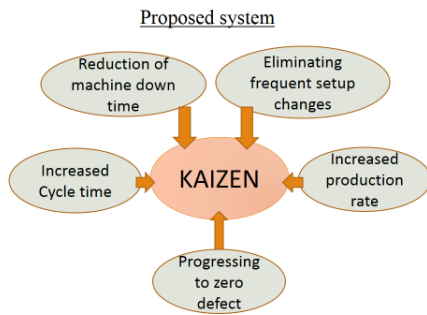 Proposed system
Reduction of
machine down
time
Eliminating
frequent setup
changes
Increased
Cycle time
KAIZEN
Increased
production
rate
Progressing
to zero
defect